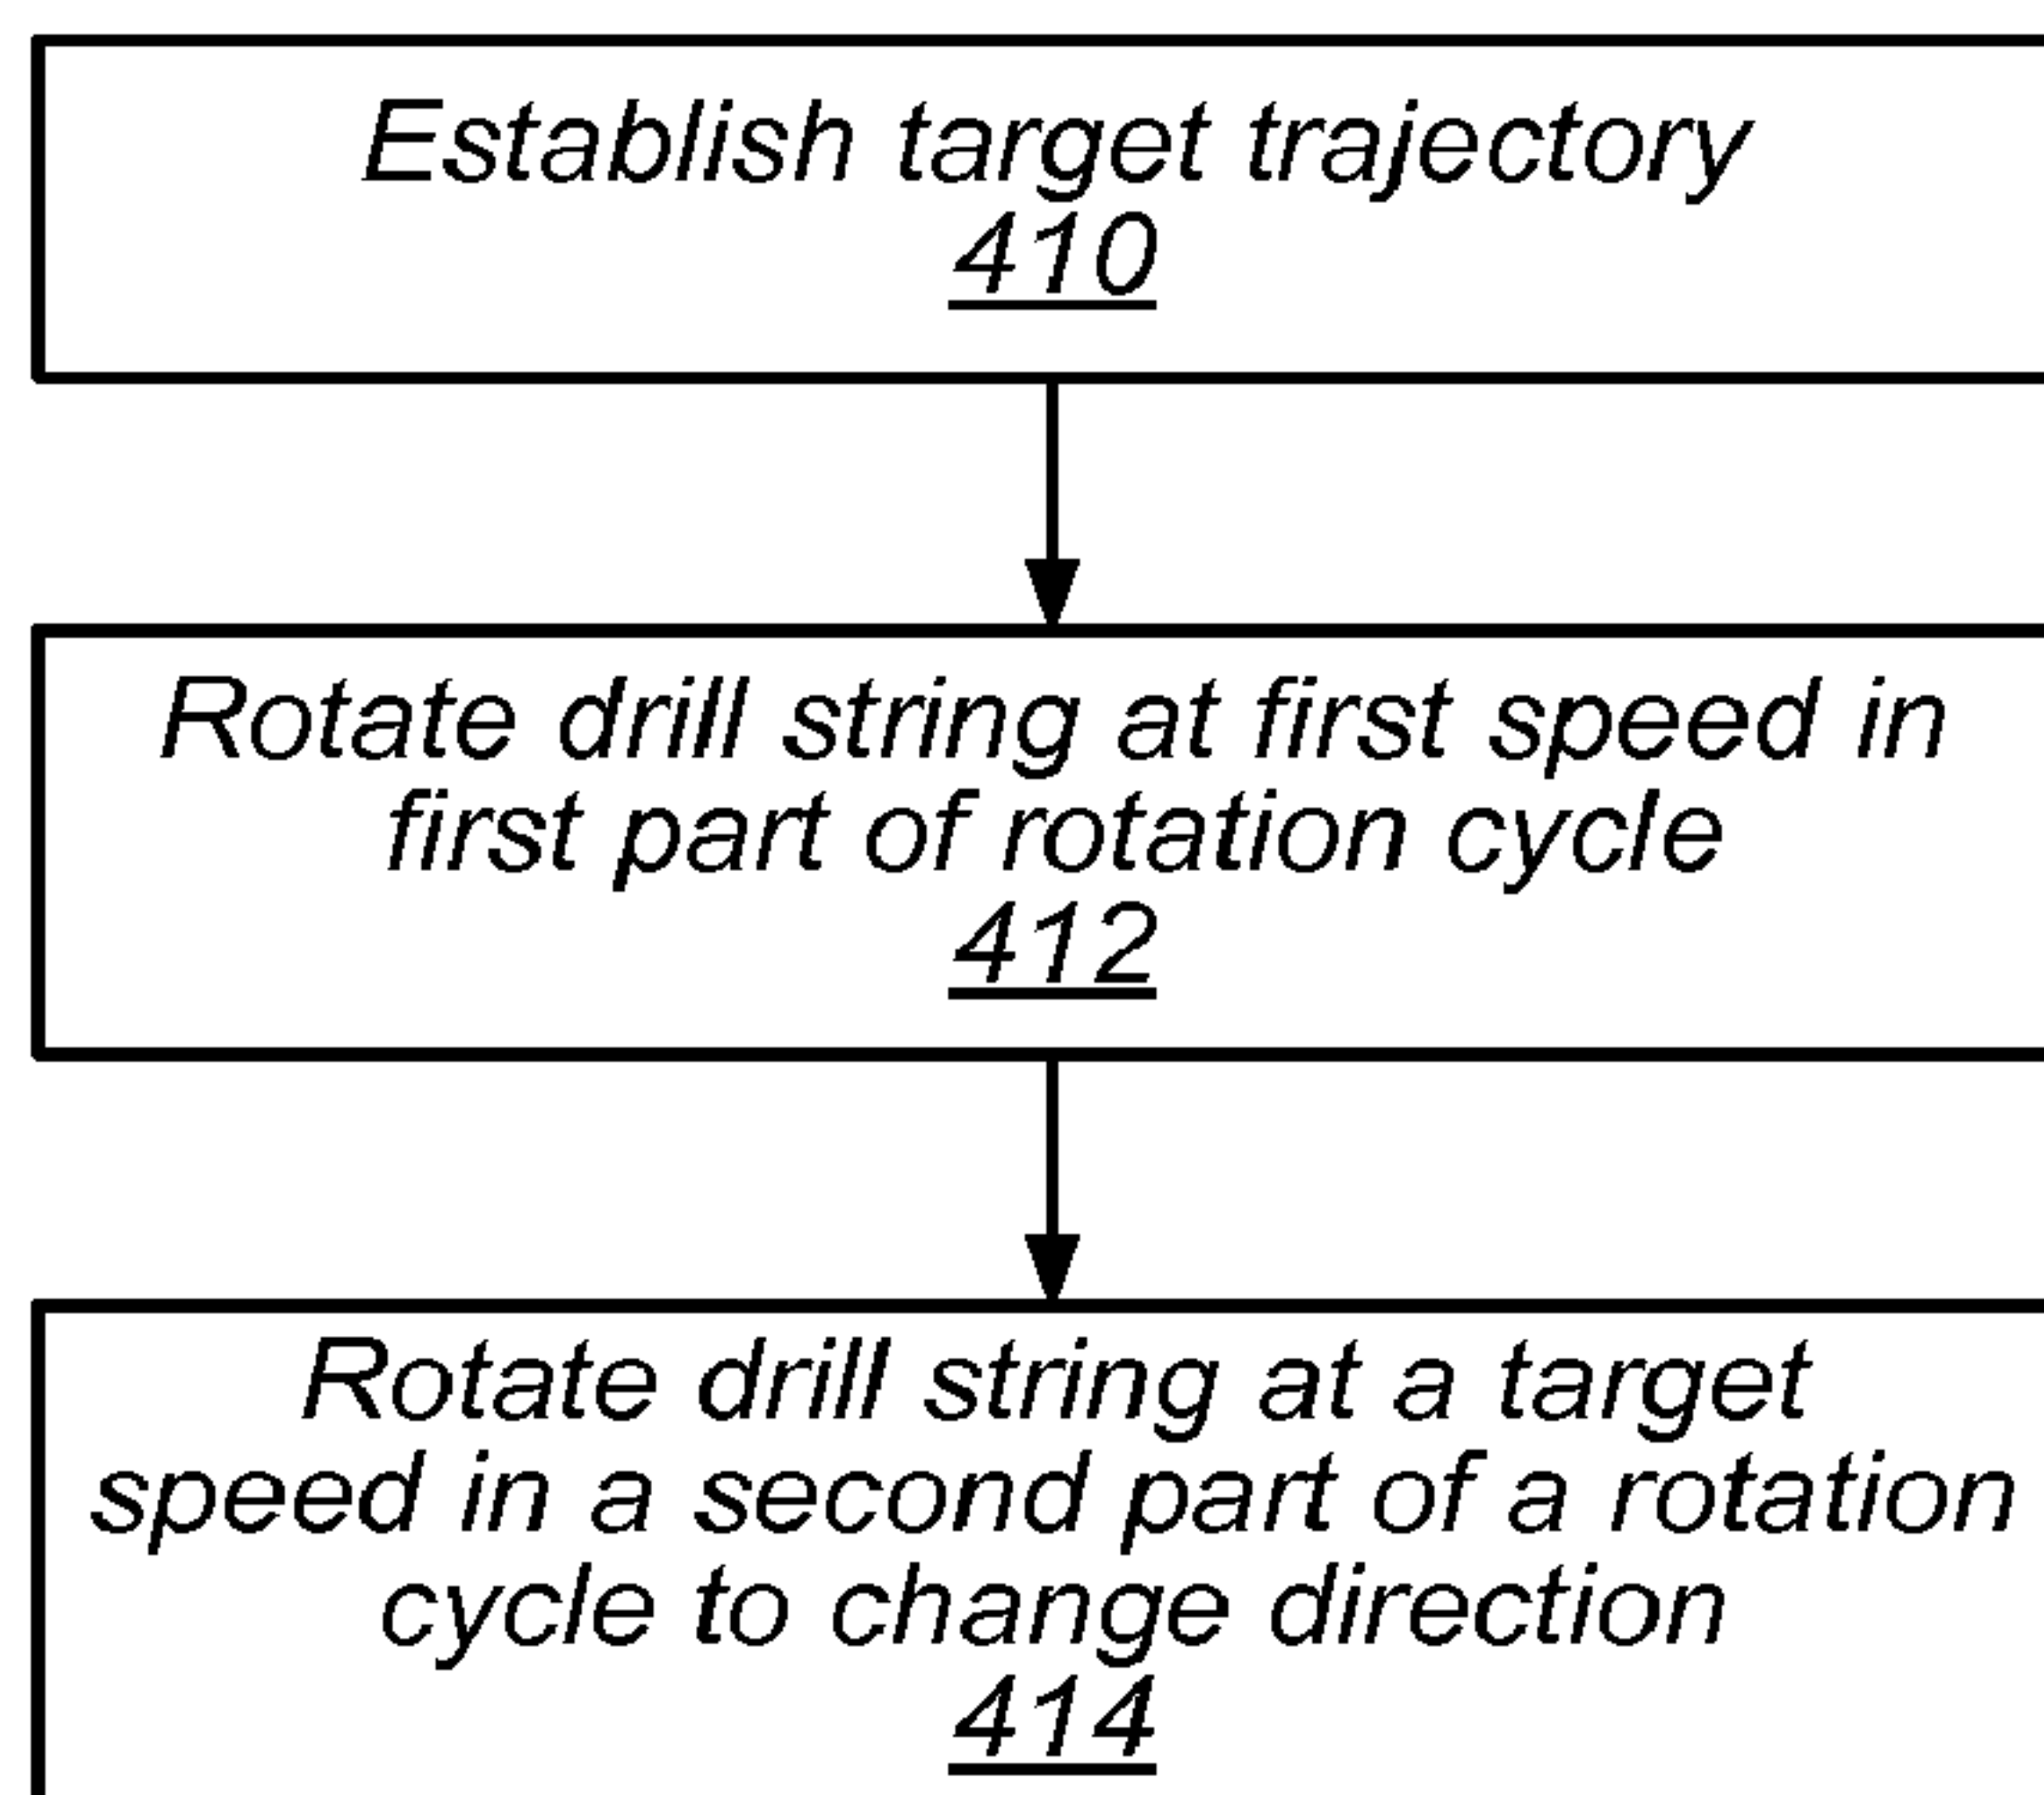 Establish target trajectory
410
Rotate drill string at first speed in
first part of rotation cycle
412
Rotate drill string at a target
speed in a second part of a rotation
cycle to change direction
414